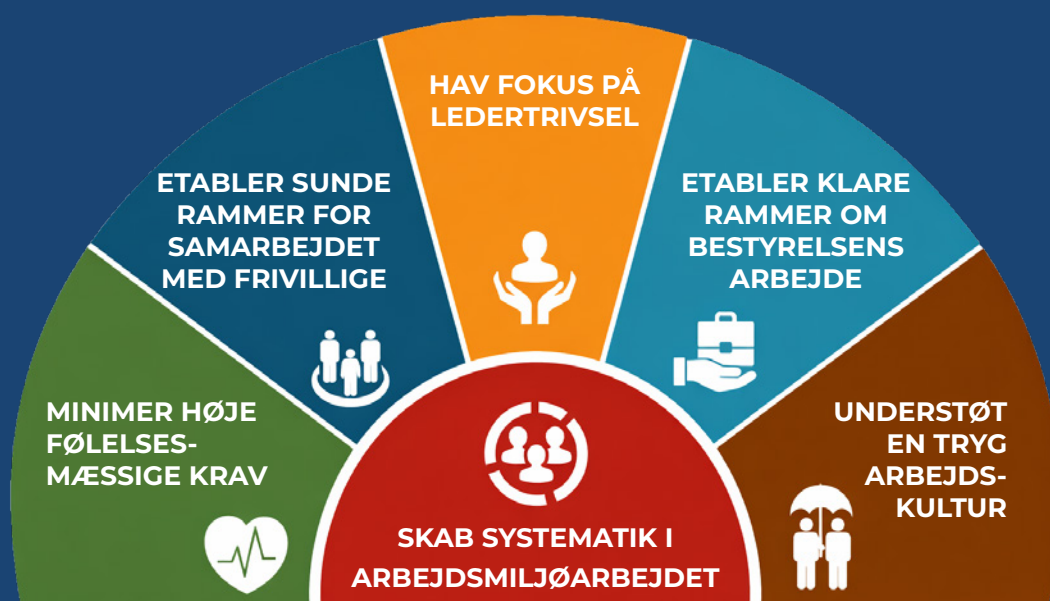 HAV FOKUS PÅ
LEDERTRIVSEL
ETABLER SUNDE
RAMMER FOR
SAMARBEJDET
MED FRIVILLIGE
ETABLER KLARE
RAMMER OM
BESTYRELSENS
ARBEJDE
MINIMER HØJE
FØLELSES-
MÆSSIGE KRAV
UNDERSTØT
EN TRYG
ARBEJDS-
KULTUR
SKAB SYSTEMATIK I
ARBEJDSMILJØARBEJDET